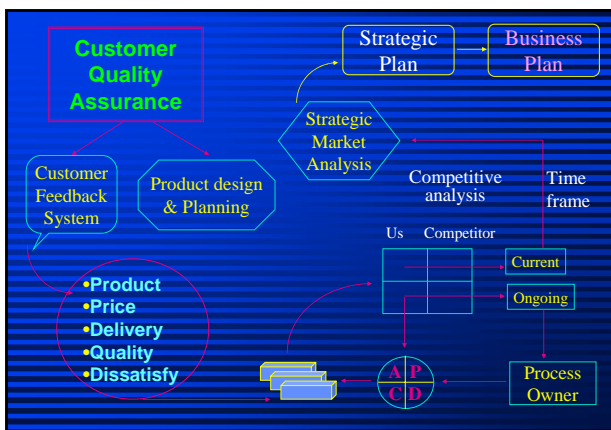 Customer
Quality
Assurance
Strategic
Plan
Business
Plan
Strategic
Market
Analysis
Customer
Feedback
System
Product design
& Planning
Competitive
analysis
Time
frame
Us Competitor
Current
Ongoing
•Product
•Price
•Delivery
•Quality
•Dissatisfy
A P
C D
Process
Owner